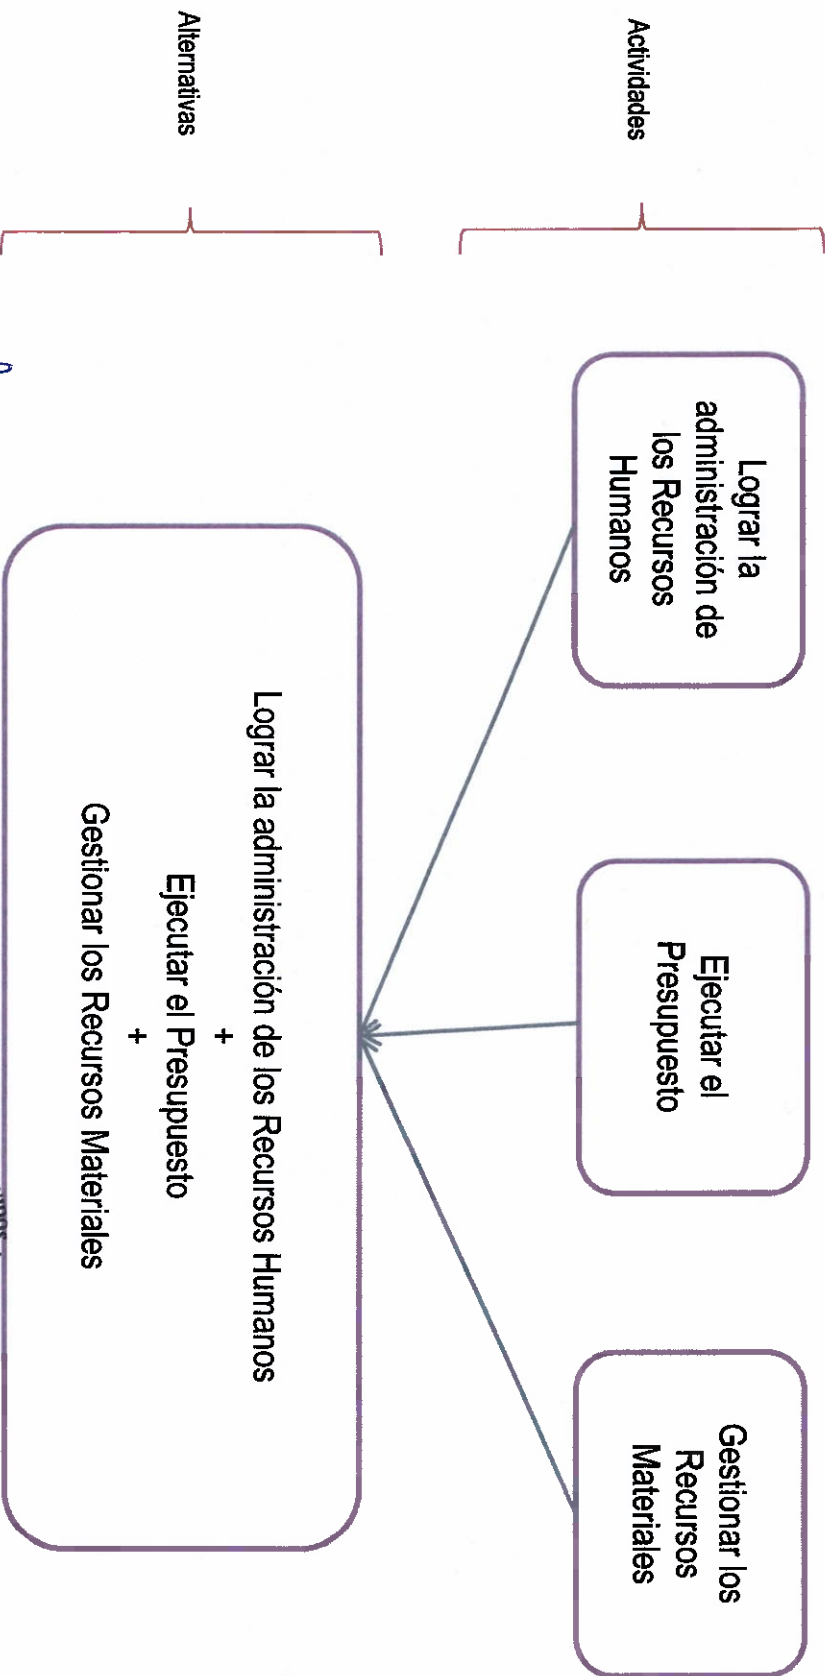 Actividades
Lograr la
administración de
los Recursos
Humanos
Ejecutar el
Presupuesto
Gestionar los
Recursos
Materiales
Alternativas
Lograr la administración de los Recursos Humanos
+
Ejecutar el Presupuesto
+
Gestionar los Recursos Materiales